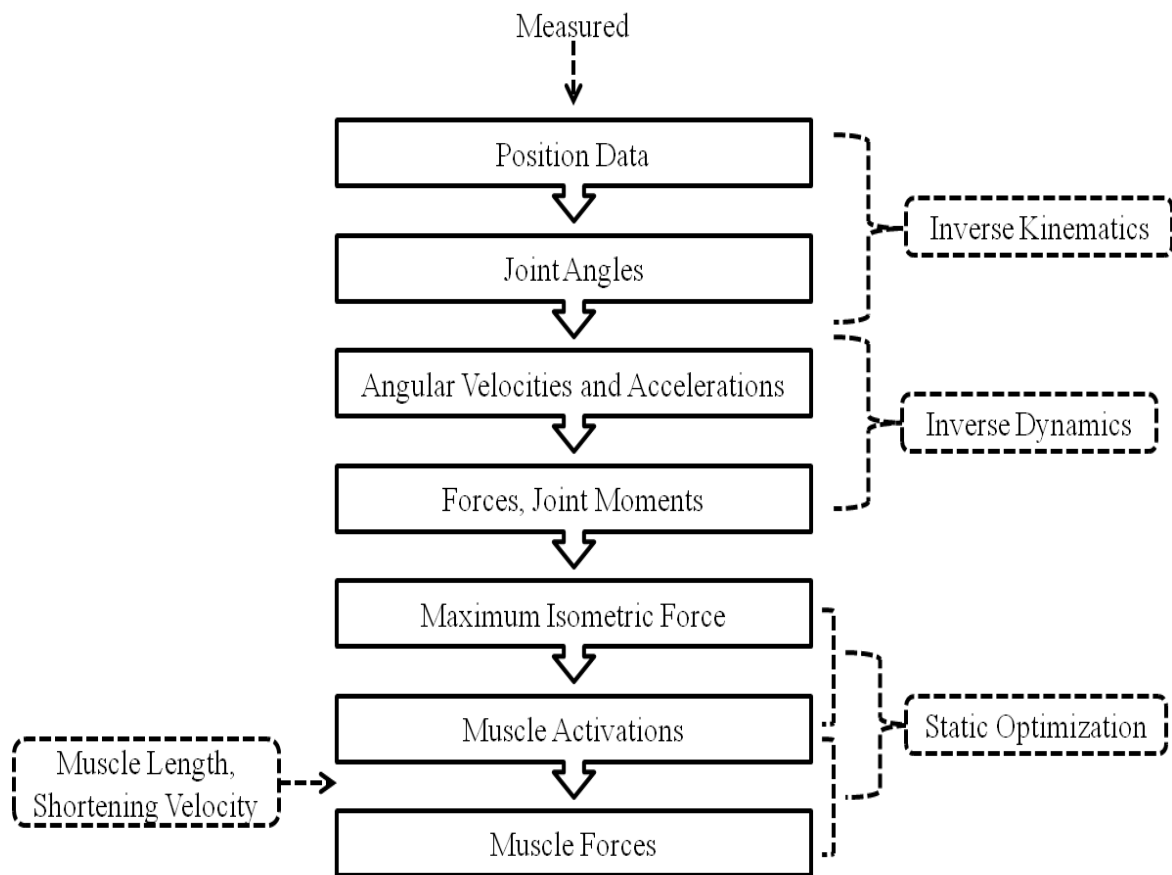 Measured
Position Data
Inverse Kinematics
Joint Angles
Angular Velocities and Accelerations
Inverse Dynamics
Forces, Joint Moments
Maximum Isometric Force
Muscle Activations
Static Optimization
Muscle Length,
Shortening Velocity
Muscle Forces